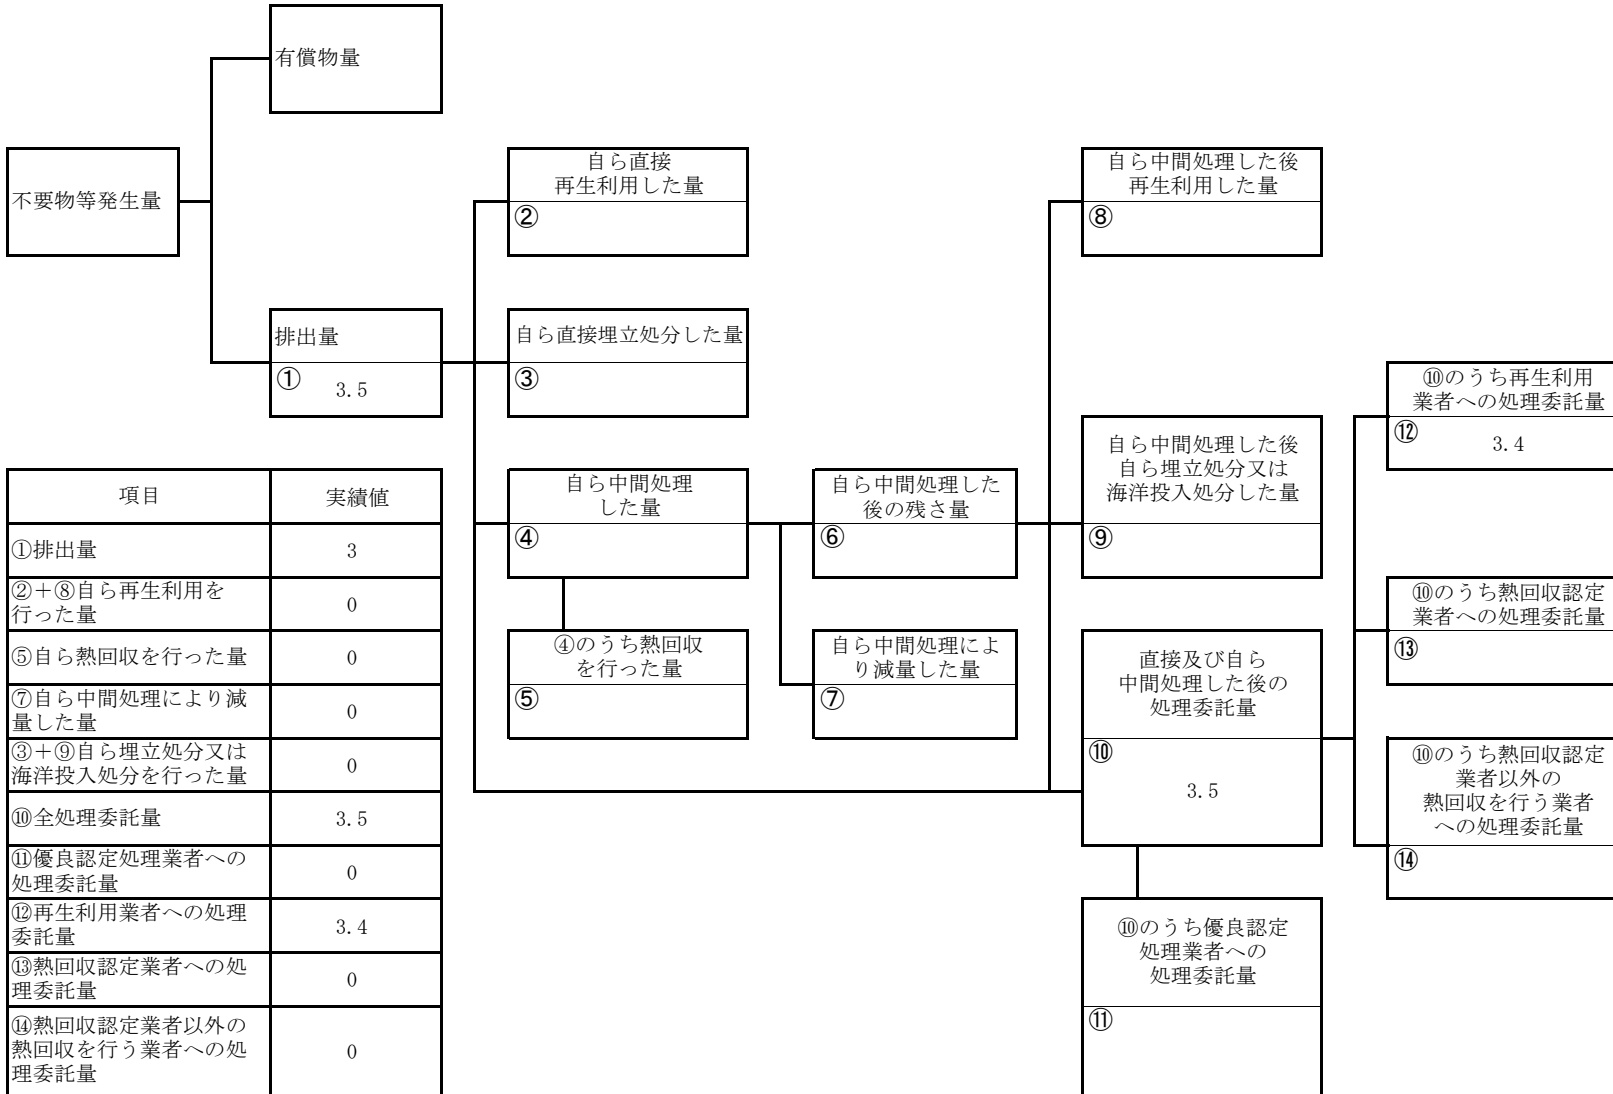 有償物量
不要物等発生量
自ら直接
再生利用した量
②
自ら中間処理した後
再生利用した量
⑧
排出量
① 3.5
自ら直接埋立処分した量
③
⑩のうち再生利用
業者への処理委託量
⑫ 3.4
自ら中間処理
した量
④
自ら中間処理した
後の残さ量
⑥
自ら中間処理した後
自ら埋立処分又は
海洋投入処分した量
⑨
④のうち熱回収
を行った量
⑤
自ら中間処理によ
り減量した量
⑦
直接及び自ら
中間処理した後の
処理委託量
⑩
3.5
⑩のうち熱回収認定
業者への処理委託量
⑬
⑩のうち熱回収認定
業者以外の
熱回収を行う業者
への処理委託量
⑭
⑩のうち優良認定
処理業者への
処理委託量
⑪
項目 実績値
①排出量 3
②+⑧自ら再生利用を
行った量 0
⑤自ら熱回収を行った量 0
⑦自ら中間処理により減
量した量 0
③+⑨自ら埋立処分又は
海洋投入処分を行った量 0
⑩全処理委託量 3.5
⑪優良認定処理業者への
処理委託量 0
⑫再生利用業者への処理
委託量 3.4
⑬熱回収認定業者への処
理委託量 0
⑭熱回収認定業者以外の
熱回収を行う業者への処
理委託量 0